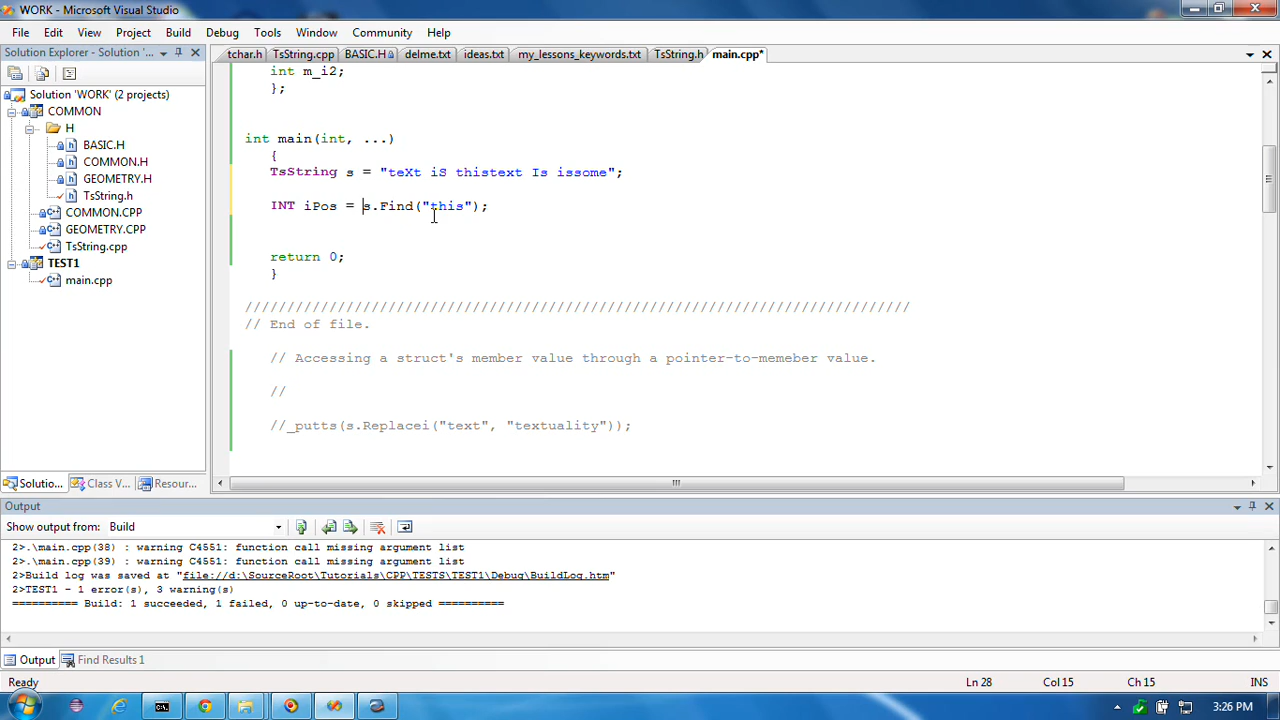 WORK - Microsoft Visual Studio
File Edit View Project Build Debug Tools Window Community Help
Solution Explorer - Solution '...
tchar.h TsString.cpp BASIC.H delme.txt ideas.txt my_lessons_keywords.txt TsString.h main.cpp*
Solution 'WORK' (2 projects)
COMMON
H
BASIC.H
COMMON.H
GEOMETRY.H
TsString.h
COMMON.CPP
GEOMETRY.CPP
TsString.cpp
TEST1
main.cpp
Solutio... Class V... Resour...
int m_i2;
};
int main(int, ...)
{
TsString s = "teXt iS thistext Is issome";
INT iPos = s.Find("this");
return 0;
}
///////////////////////////////////////////////////////////////////////////////
// End of file.
// Accessing a struct's member value through a pointer-to-memeber value.
//
//_putts(s.Replacei("text", "textuality"));
Output
Show output from: Build
2>.\main.cpp(38) : warning C4551: function call missing argument list
2>.\main.cpp(39) : warning C4551: function call missing argument list
2>Build log was saved at "file://d:\SourceRoot\Tutorials\CPP\TESTS\TEST1\Debug\BuildLog.htm"
2>TEST1 - 1 error(s), 3 warning(s)
========== Build: 1 succeeded, 1 failed, 0 up-to-date, 0 skipped ==========
Output Find Results 1
Ready Ln 28 Col 15 Ch 15 INS
3:26 PM